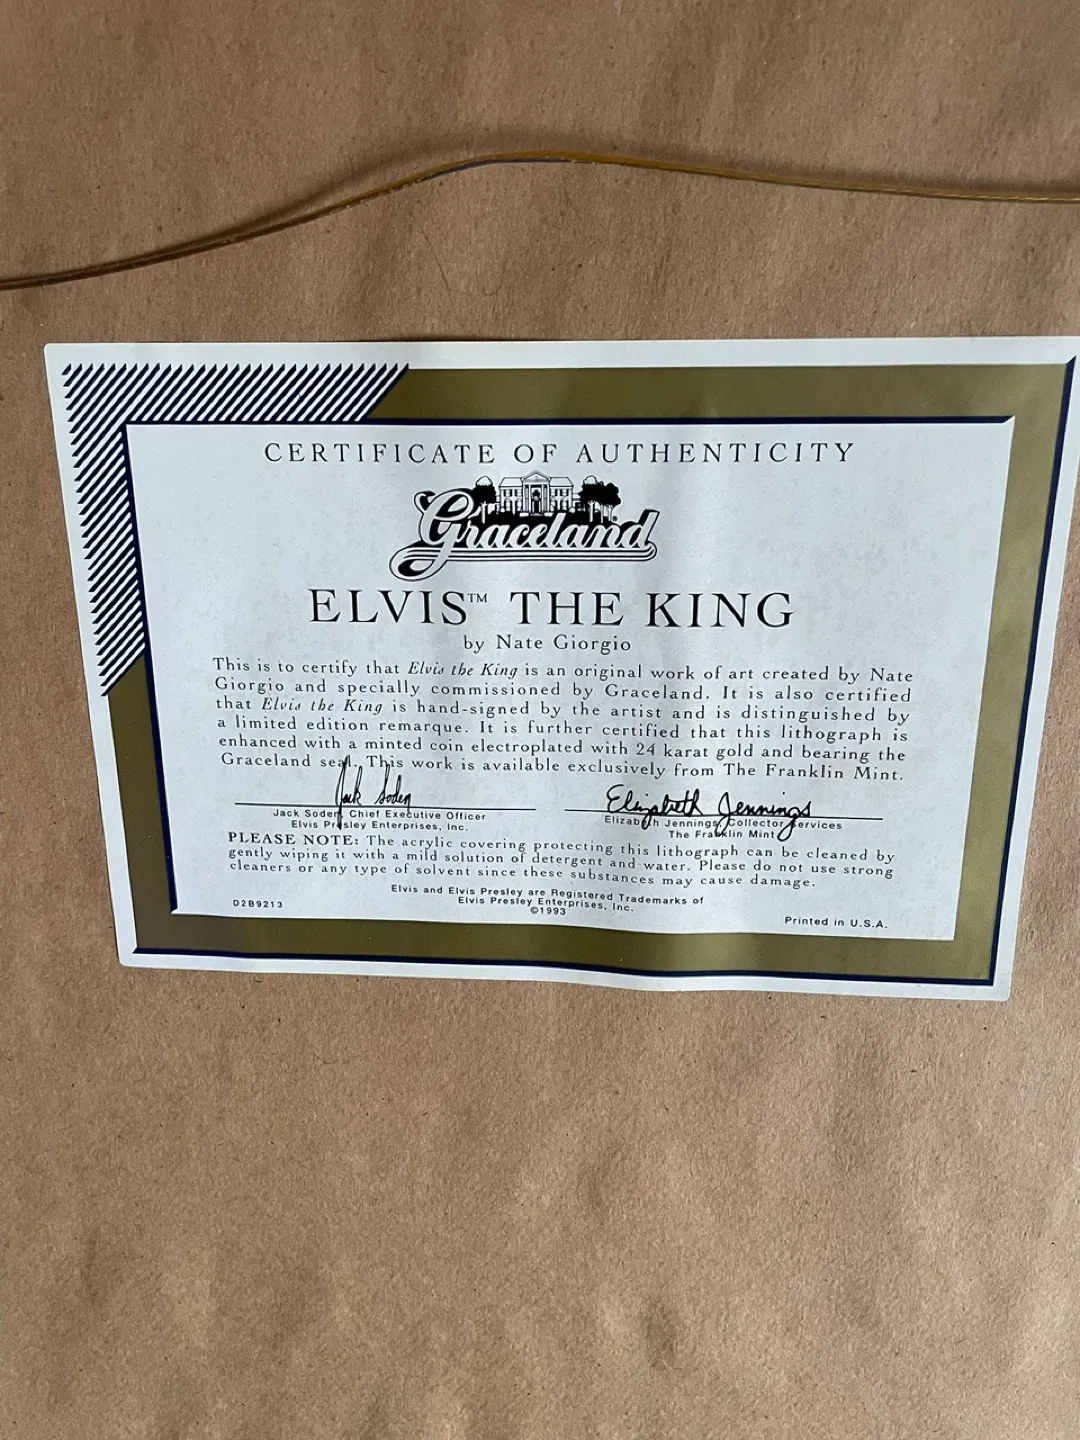 CERTIFICATE OF AUTHENTICITY
Graceland
ELVIS™ THE KING
by Nate Giorgio
This is to certify that Elvis the King is an original work of art created by Nate
Giorgio and specially commissioned by Graceland. It is also certified
that Elvis the King is hand-signed by the artist and is distinguished by
a limited edition remarque. It is further certified that this lithograph is
enhanced with a minted coin electroplated with 24 karat gold and bearing the
Graceland seal. This work is available exclusively from The Franklin Mint.
Jack Soden
Elizabeth Jennings
Jack Soden, Chief Executive Officer
Elvis Presley Enterprises, Inc.
Elizabeth Jennings, Collector Services
The Franklin Mint
PLEASE NOTE: The acrylic covering protecting this lithograph can be cleaned by
gently wiping it with a mild solution of detergent and water. Please do not use strong
cleaners or any type of solvent since these substances may cause damage.
Elvis and Elvis Presley are Registered Trademarks of
Elvis Presley Enterprises, Inc.
©1993
D2B9213
Printed in U.S.A.